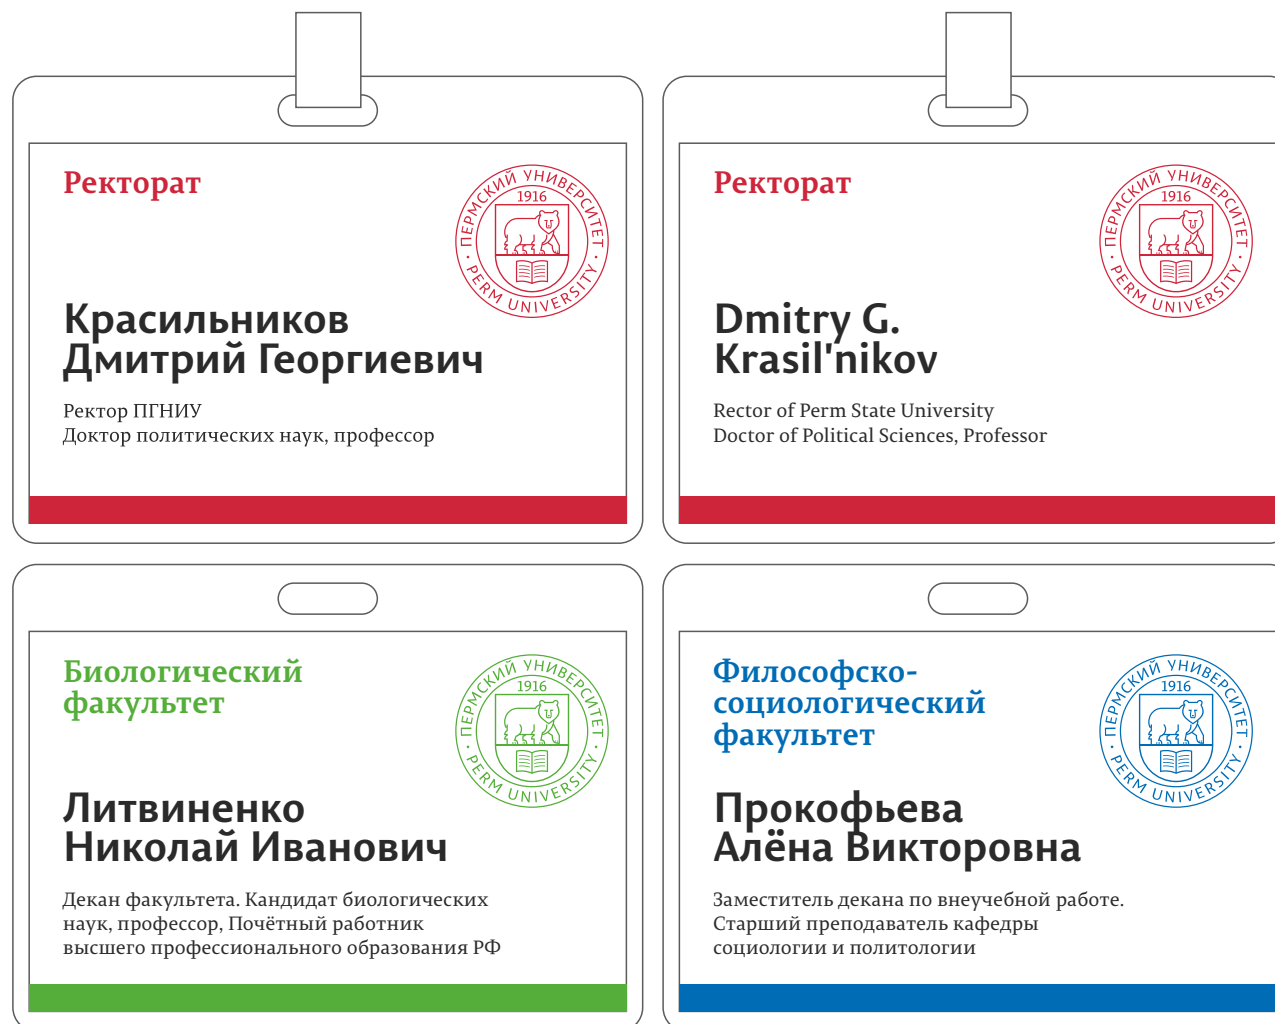 Ректорат
ПЕРМСКИЙ УНИВЕРСИТЕТ
1916
PERM UNIVERSITY
Красильников
Дмитрий Георгиевич
Ректор ПГНИУ
Доктор политических наук, профессор
Ректорат
ПЕРМСКИЙ УНИВЕРСИТЕТ
1916
PERM UNIVERSITY
Dmitry G.
Krasil'nikov
Rector of Perm State University
Doctor of Political Sciences, Professor
Биологический
факультет
ПЕРМСКИЙ УНИВЕРСИТЕТ
1916
PERM UNIVERSITY
Литвиненко
Николай Иванович
Декан факультета. Кандидат биологических
наук, профессор, Почётный работник
высшего профессионального образования РФ
Философско-
социологический
факультет
ПЕРМСКИЙ УНИВЕРСИТЕТ
1916
PERM UNIVERSITY
Прокофьева
Алёна Викторовна
Заместитель декана по внеучебной работе.
Старший преподаватель кафедры
социологии и политологии